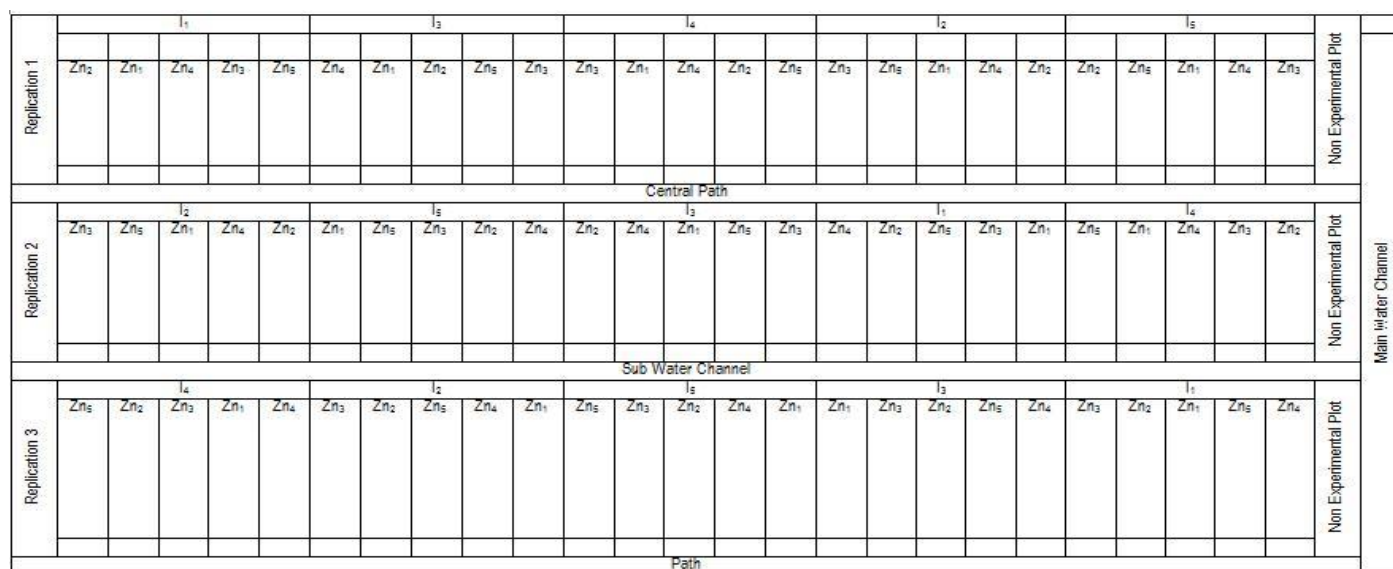 I₁ I₃ I₄ I₂ I₅
Replication 1
Zn₂ Zn₁ Zn₄ Zn₃ Zn₅ Zn₄ Zn₁ Zn₂ Zn₅ Zn₃ Zn₃ Zn₁ Zn₄ Zn₂ Zn₅ Zn₃ Zn₅ Zn₁ Zn₄ Zn₂ Zn₂ Zn₅ Zn₁ Zn₄ Zn₃
Non Experimental Plot
Central Path
I₂ I₅ I₃ I₁ I₄
Replication 2
Zn₃ Zn₅ Zn₁ Zn₄ Zn₂ Zn₁ Zn₅ Zn₃ Zn₂ Zn₄ Zn₂ Zn₄ Zn₁ Zn₅ Zn₃ Zn₄ Zn₂ Zn₅ Zn₃ Zn₁ Zn₅ Zn₁ Zn₄ Zn₃ Zn₂
Non Experimental Plot
Sub Water Channel
I₄ I₂ I₅ I₃ I₁
Replication 3
Zn₅ Zn₂ Zn₃ Zn₁ Zn₄ Zn₃ Zn₂ Zn₅ Zn₄ Zn₁ Zn₅ Zn₃ Zn₂ Zn₄ Zn₁ Zn₁ Zn₃ Zn₂ Zn₅ Zn₄ Zn₃ Zn₂ Zn₁ Zn₅ Zn₄
Non Experimental Plot
Path
Main Water Channel